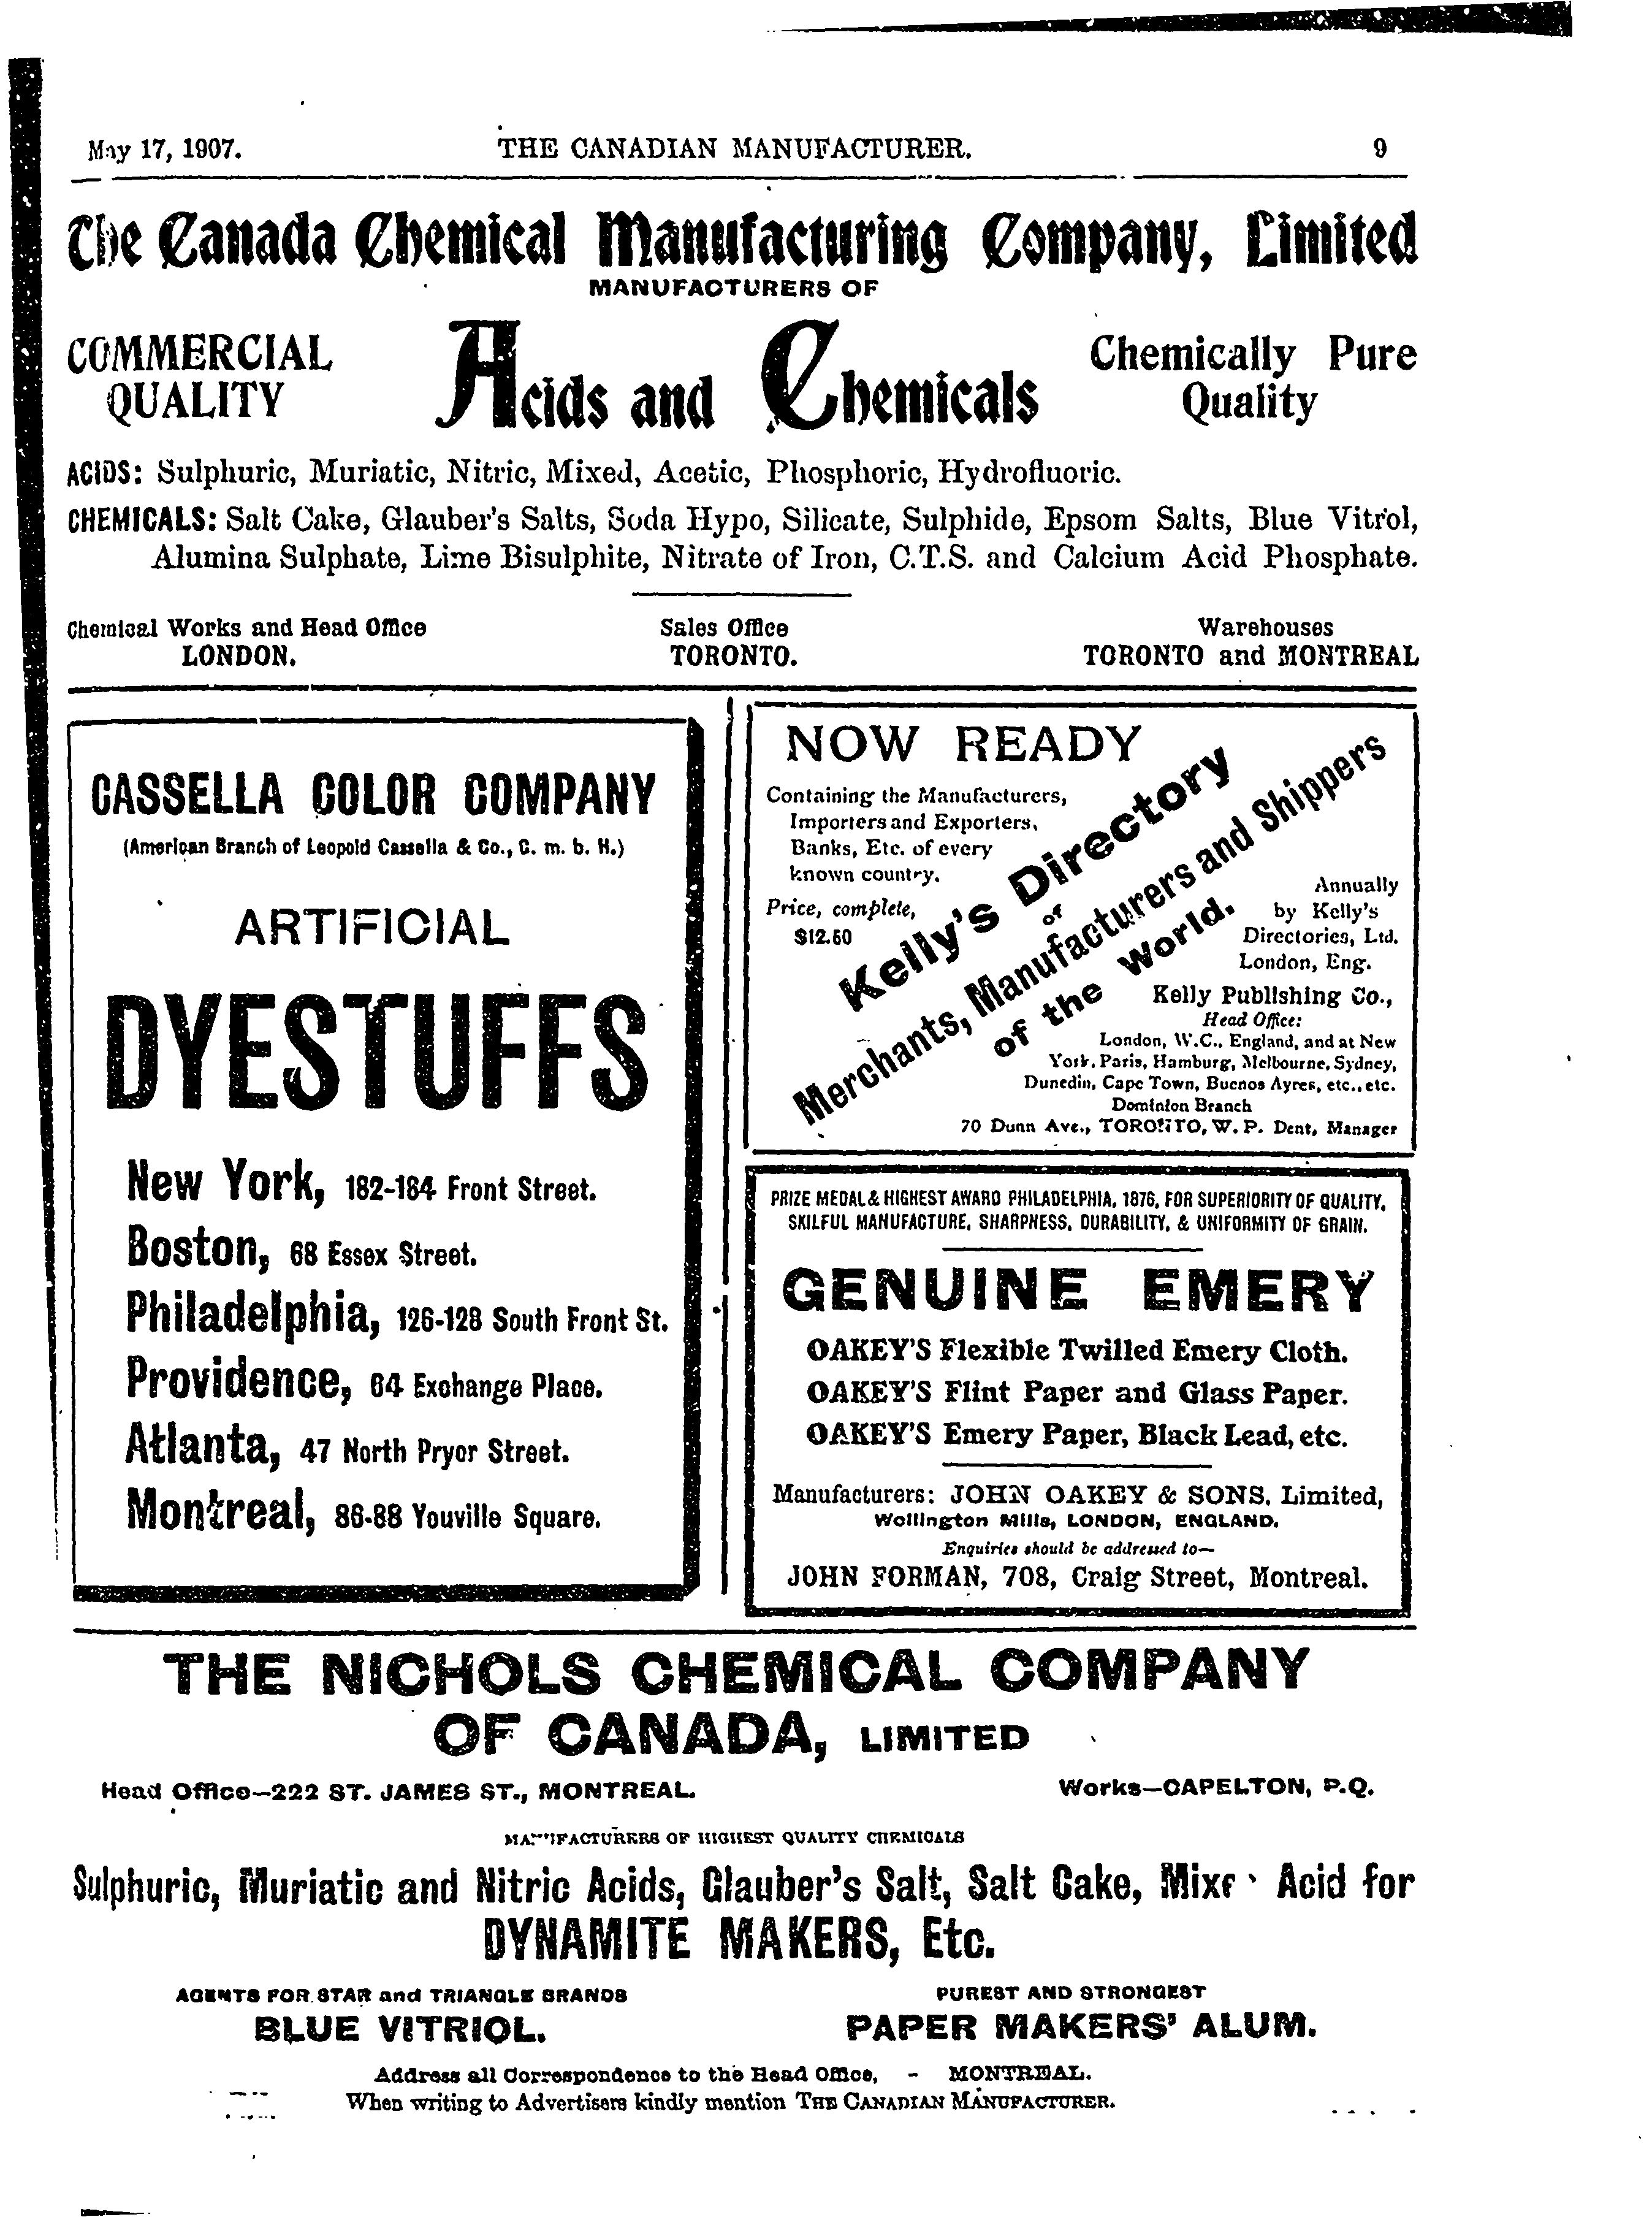 May 17, 1907.
THE CANADIAN MANUFACTURER.
9
The Canada Chemical Manufacturing Company, Limited
MANUFACTURERS OF
COMMERCIAL
QUALITY
Acids and Chemicals
Chemically Pure
Quality
ACIDS: Sulphuric, Muriatic, Nitric, Mixed, Acetic, Phosphoric, Hydrofluoric.
CHEMICALS: Salt Cake, Glauber's Salts, Soda Hypo, Silicate, Sulphide, Epsom Salts, Blue Vitrol,
Alumina Sulphate, Lime Bisulphite, Nitrate of Iron, C.T.S. and Calcium Acid Phosphate.
Chemical Works and Head Office
LONDON.
Sales Office
TORONTO.
Warehouses
TORONTO and MONTREAL
CASSELLA COLOR COMPANY
(American Branch of Leopold Cassella & Co., G. m. b. H.)
ARTIFICIAL
DYESTUFFS
New York, 182-184 Front Street.
Boston, 68 Essex Street.
Philadelphia, 126-128 South Front St.
Providence, 64 Exchange Place.
Atlanta, 47 North Pryor Street.
Montreal, 86-88 Youville Square.
NOW READY
Containing the Manufacturers,
Importers and Exporters,
Banks, Etc. of every
known country.
Price, complete,
$12.50
Kelly's Directory
of
Merchants, Manufacturers and Shippers
of the World.
Annually
by Kelly's
Directories, Ltd.
London, Eng.
Kelly Publishing Co.,
Head Office:
London, W.C., England, and at New
York, Paris, Hamburg, Melbourne, Sydney,
Dunedin, Cape Town, Buenos Ayres, etc., etc.
Dominion Branch
70 Dunn Ave., TORONTO, W. P. Dent, Manager
PRIZE MEDAL & HIGHEST AWARD PHILADELPHIA, 1876, FOR SUPERIORITY OF QUALITY,
SKILFUL MANUFACTURE, SHARPNESS, DURABILITY, & UNIFORMITY OF GRAIN.
GENUINE EMERY
OAKEY'S Flexible Twilled Emery Cloth.
OAKEY'S Flint Paper and Glass Paper.
OAKEY'S Emery Paper, Black Lead, etc.
Manufacturers: JOHN OAKEY & SONS, Limited,
Wellington Mills, LONDON, ENGLAND.
Enquiries should be addressed to—
JOHN FORMAN, 708, Craig Street, Montreal.
THE NICHOLS CHEMICAL COMPANY
OF CANADA, LIMITED
Head Office—222 ST. JAMES ST., MONTREAL.
Works—CAPELTON, P.Q.
MANUFACTURERS OF HIGHEST QUALITY CHEMICALS
Sulphuric, Muriatic and Nitric Acids, Glauber's Salt, Salt Cake, Mixed Acid for
DYNAMITE MAKERS, Etc.
AGENTS FOR STAR and TRIANGLE BRANDS
BLUE VITRIOL.
PUREST AND STRONGEST
PAPER MAKERS' ALUM.
Address all Correspondence to the Head Office, - MONTREAL.
When writing to Advertisers kindly mention THE CANADIAN MANUFACTURER.